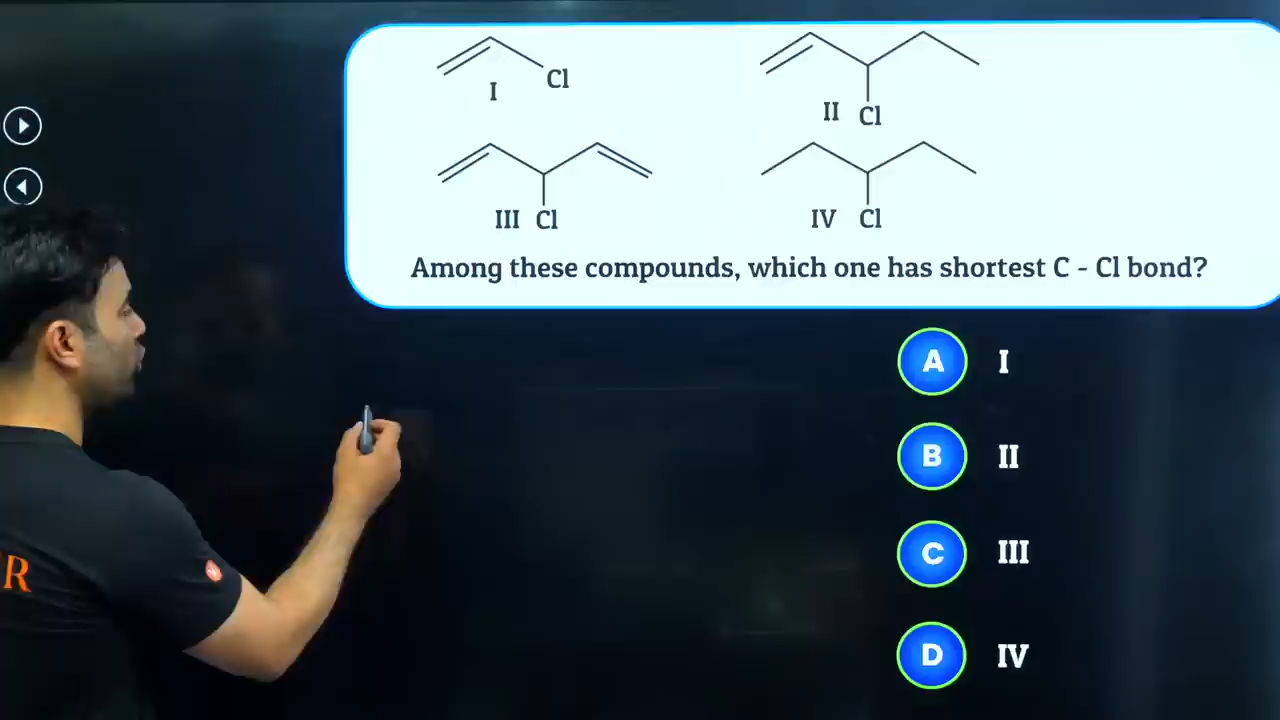 Cl
I
II Cl
III Cl
IV Cl
Among these compounds, which one has shortest C - Cl bond?
A I
B II
C III
D IV
R